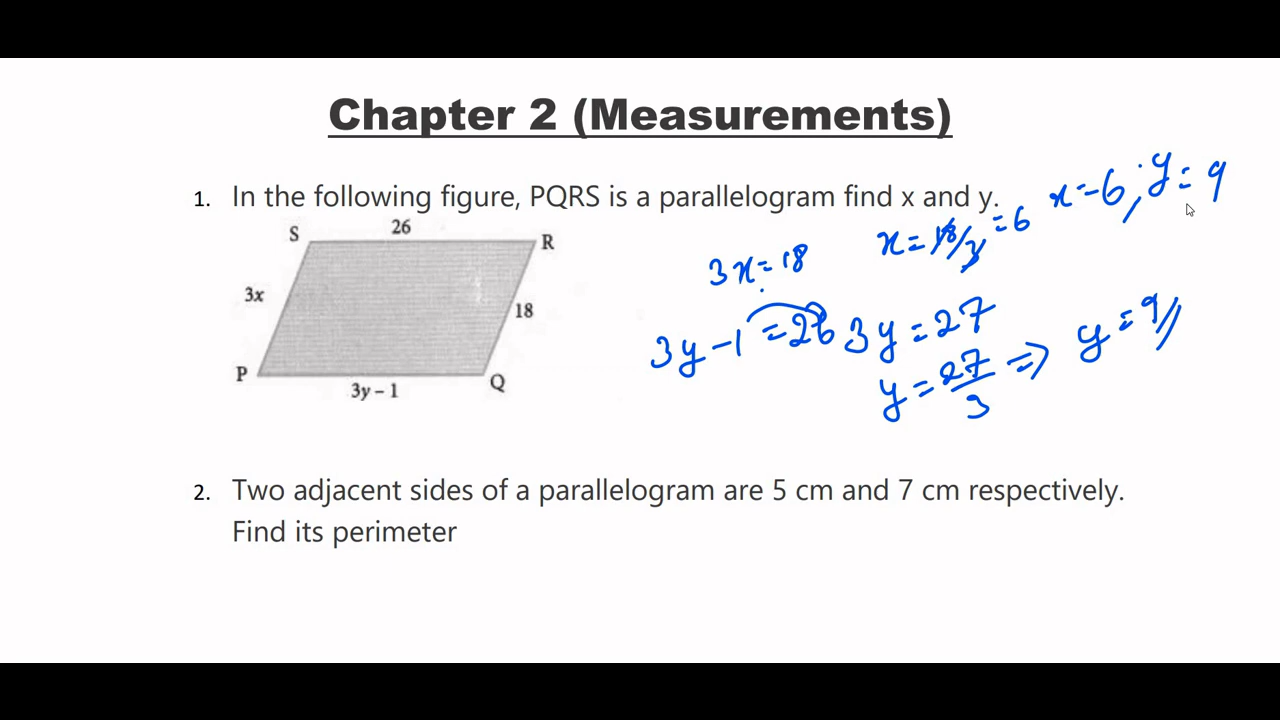 Chapter 2 (Measurements)
1. In the following figure, PQRS is a parallelogram find x and y.
x=6, y=9
S 26 R
3x
18
P 3y – 1 Q
3x=18
x=18/3=6
3y-1=26
3y=27
y=27/3 ⇒ y=9//
2. Two adjacent sides of a parallelogram are 5 cm and 7 cm respectively.
Find its perimeter